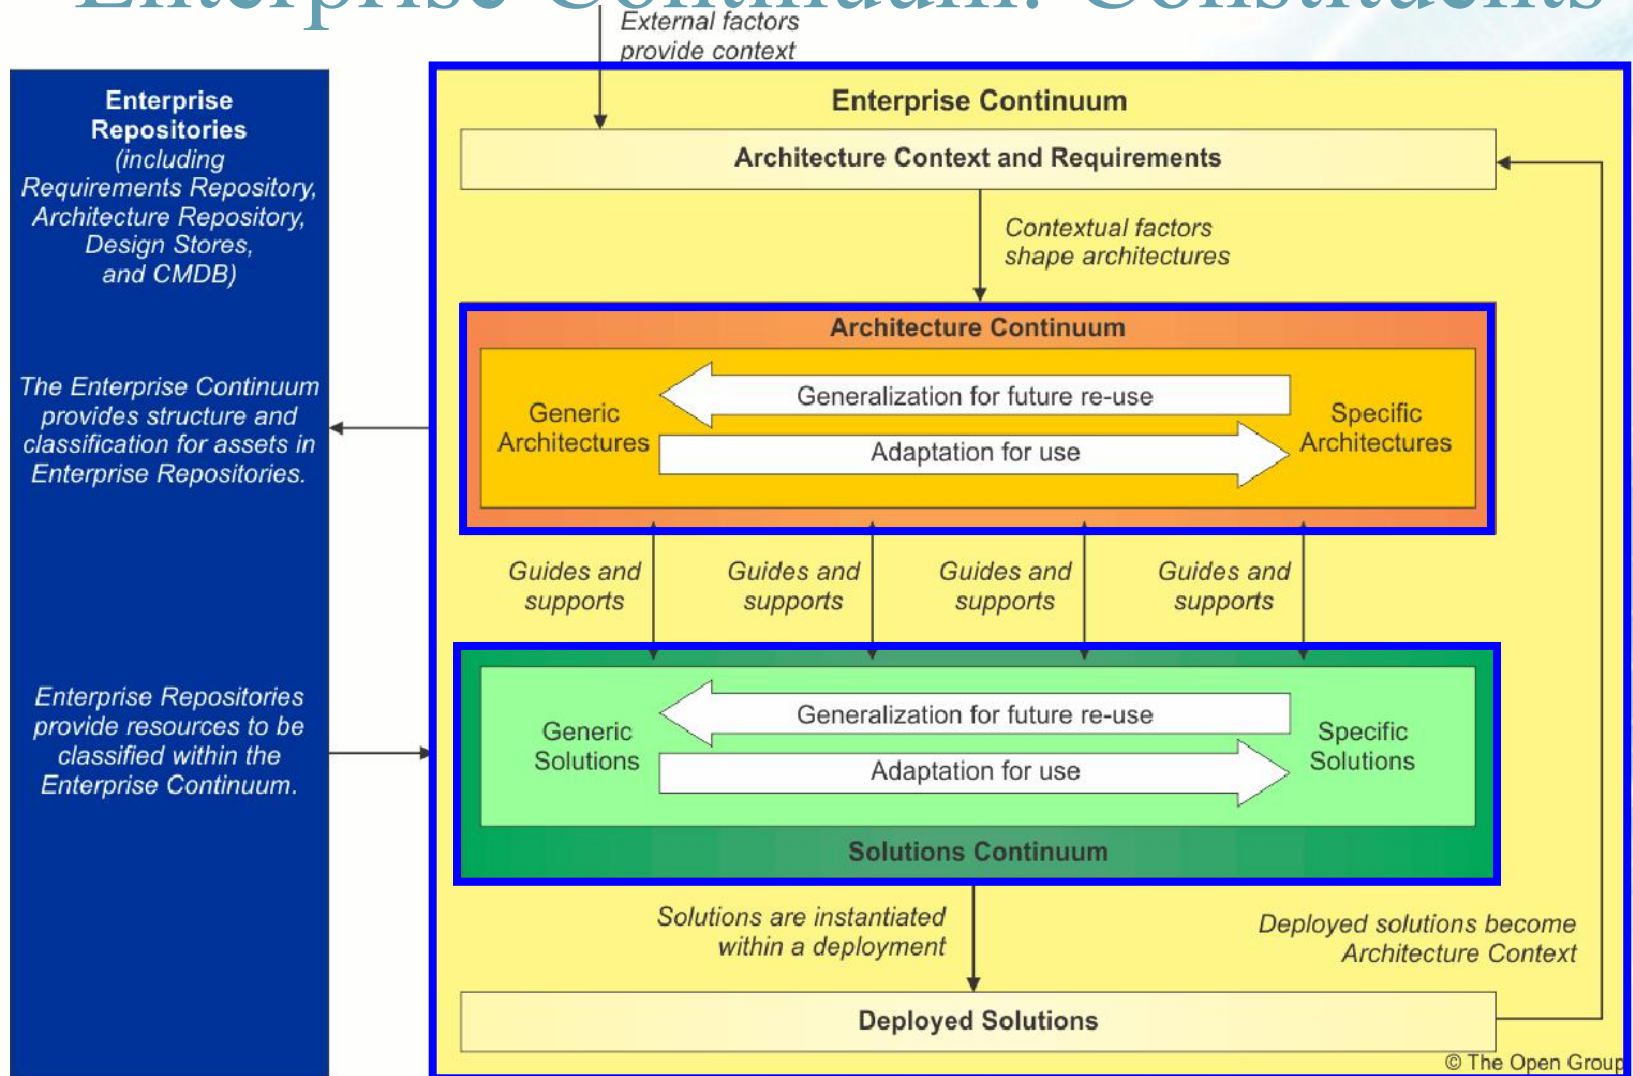 Enterprise Continuum: Constituents
External factors
provide context
Enterprise
Repositories
(including
Requirements Repository,
Architecture Repository,
Design Stores,
and CMDB)
The Enterprise Continuum
provides structure and
classification for assets in
Enterprise Repositories.
Enterprise Repositories
provide resources to be
classified within the
Enterprise Continuum.
Enterprise Continuum
Architecture Context and Requirements
Contextual factors
shape architectures
Architecture Continuum
Generic
Architectures
Generalization for future re-use
Adaptation for use
Specific
Architectures
Guides and
supports
Guides and
supports
Guides and
supports
Guides and
supports
Generic
Solutions
Generalization for future re-use
Adaptation for use
Specific
Solutions
Solutions Continuum
Solutions are instantiated
within a deployment
Deployed solutions become
Architecture Context
Deployed Solutions
© The Open Group